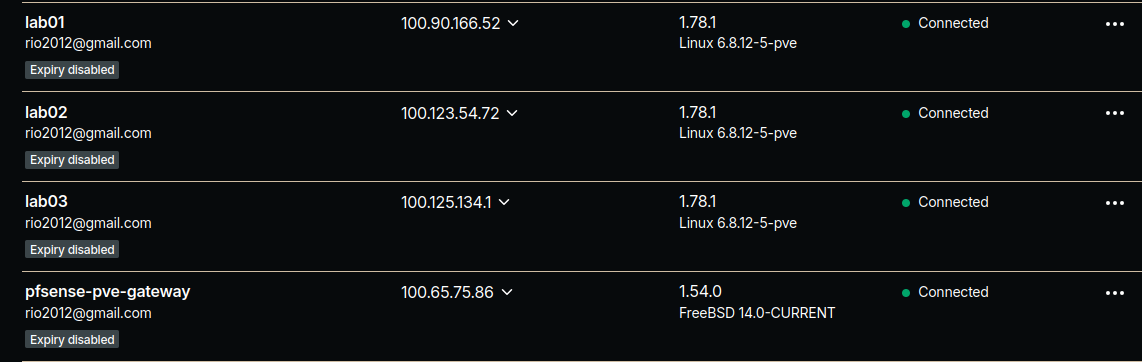 lab01 100.90.166.52 1.78.1 Connected
rio2012@gmail.com Linux 6.8.12-5-pve
Expiry disabled
lab02 100.123.54.72 1.78.1 Connected
rio2012@gmail.com Linux 6.8.12-5-pve
Expiry disabled
lab03 100.125.134.1 1.78.1 Connected
rio2012@gmail.com Linux 6.8.12-5-pve
Expiry disabled
pfsense-pve-gateway 100.65.75.86 1.54.0 Connected
rio2012@gmail.com FreeBSD 14.0-CURRENT
Expiry disabled